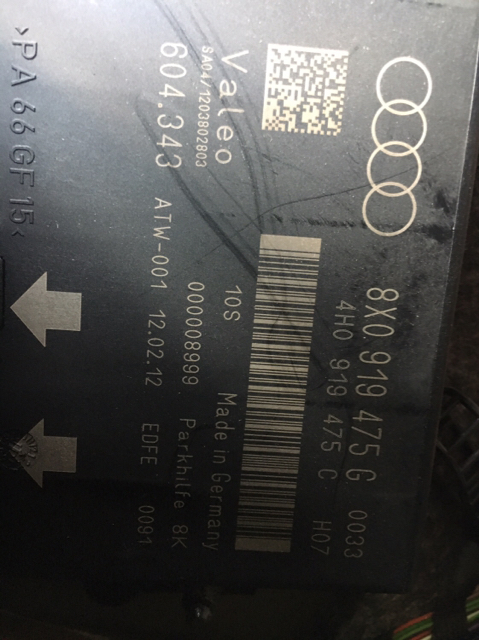 8X0 919 475 G 0033
4H0 919 475 C H07
10S Made in Germany
Valeo 000008999 Parkhilfe 8K
SA04/1203802803
604.343 ATW-001 12.02.12 EDFE 0091
>PA 66 GF 15<